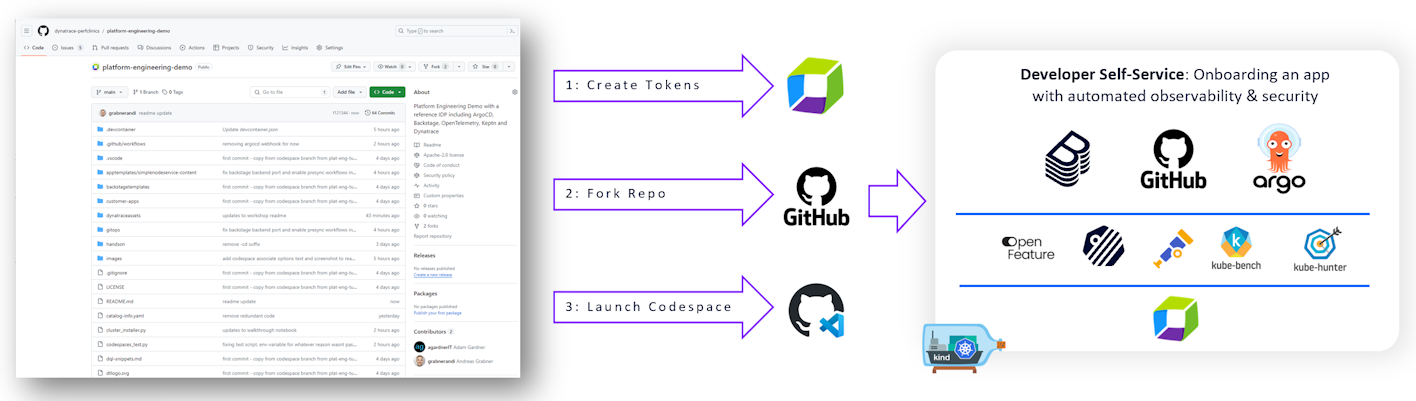 dynatrace-perfclinics / platform-engineering-demo
Type / to search
Code Issues 5 Pull requests Discussions Actions Projects Security Insights Settings
platform-engineering-demo Public
Edit Pins Watch 0 Fork 2 Star 0
main 1 Branch 0 Tags
Go to file
Add file
Code
grabnerandi readme update
now
64 Commits
.devcontainer Update devcontainer.json 5 hours ago
.github/workflows removing argocd webhook for now 2 hours ago
.vscode first commit - copy from codespace branch from plat-eng-tu... 4 days ago
apptemplates/simplenodeservice-content fix backstage backend port and enable presync workflows in... 4 hours ago
backstagetemplates first commit - copy from codespace branch from plat-eng-tu... 4 days ago
customer-apps first commit - copy from codespace branch from plat-eng-tu... 4 days ago
dynatraceassets updates to workshop readme 43 minutes ago
gitops fix backstage backend port and enable presync workflows in... 4 hours ago
handson remove -cd suffix 3 days ago
images add codespace associate options text and screenshot to rea... 2 hours ago
.gitignore first commit - copy from codespace branch from plat-eng-tu... 4 days ago
LICENSE first commit - copy from codespace branch from plat-eng-tu... 4 days ago
README.md readme update now
catalog-info.yaml remove redundant code yesterday
cluster_installer.py updates to walkthrough notebook 2 hours ago
codespaces_test.py fixing test script. env variable for whatever reason wasnt pas... 2 hours ago
dql-snippets.md first commit - copy from codespace branch from plat-eng-tu... 4 days ago
dtlogo.svg first commit - copy from codespace branch from plat-eng-tu... 4 days ago
About
Platform Engineering Demo with a
reference IDP including ArgoCD,
Backstage, OpenTelemetry, Keptn and
Dynatrace
Readme
Apache-2.0 license
Code of conduct
Security policy
Activity
Custom properties
0 stars
0 watching
2 forks
Report repository
Releases
No releases published
Create a new release
Packages
No packages published
Publish your first package
Contributors 2
agardnerIT Adam Gardner
grabnerandi Andreas Grabner
1: Create Tokens
2: Fork Repo
GitHub
3: Launch Codespace
Developer Self-Service: Onboarding an app
with automated observability & security
GitHub
argo
Open
Feature
kube-bench
kube-hunter
kind